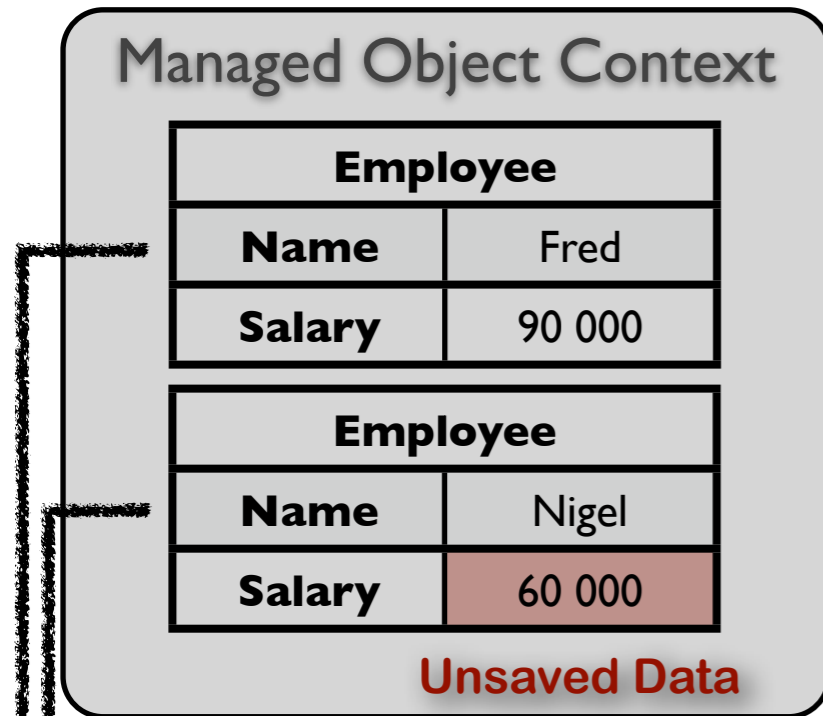 Managed Object Context
Employee
Name Fred
Salary 90 000
Employee
Name Nigel
Salary 60 000
Unsaved Data